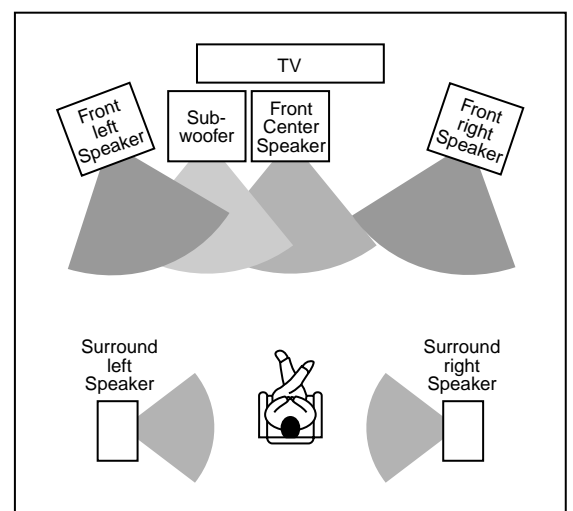 TV
Front
left
Speaker
Sub-
woofer
Front
Center
Speaker
Front
right
Speaker
Surround
left
Speaker
Surround
right
Speaker